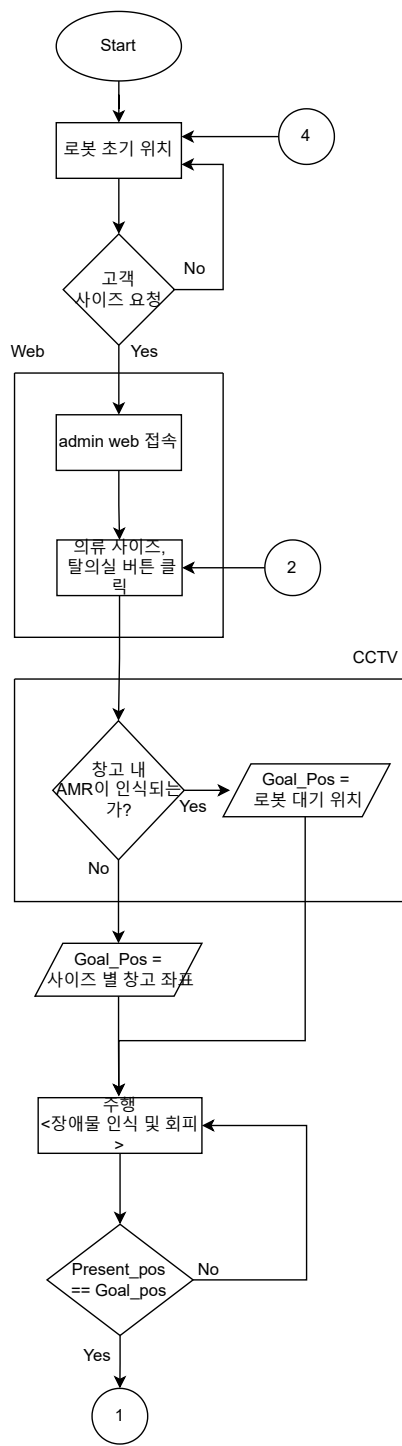 Start
로봇 초기 위치
4
고객
사이즈 요청
No
Web
Yes
admin web 접속
의류 사이즈,
탈의실 버튼 클
릭
2
CCTV
창고 내
AMR이 인식되는
가?
Yes
Goal_Pos =
로봇 대기 위치
No
Goal_Pos =
사이즈 별 창고 좌표
수행
<장애물 인식 및 회피
>
Present_pos
== Goal_pos
No
Yes
1